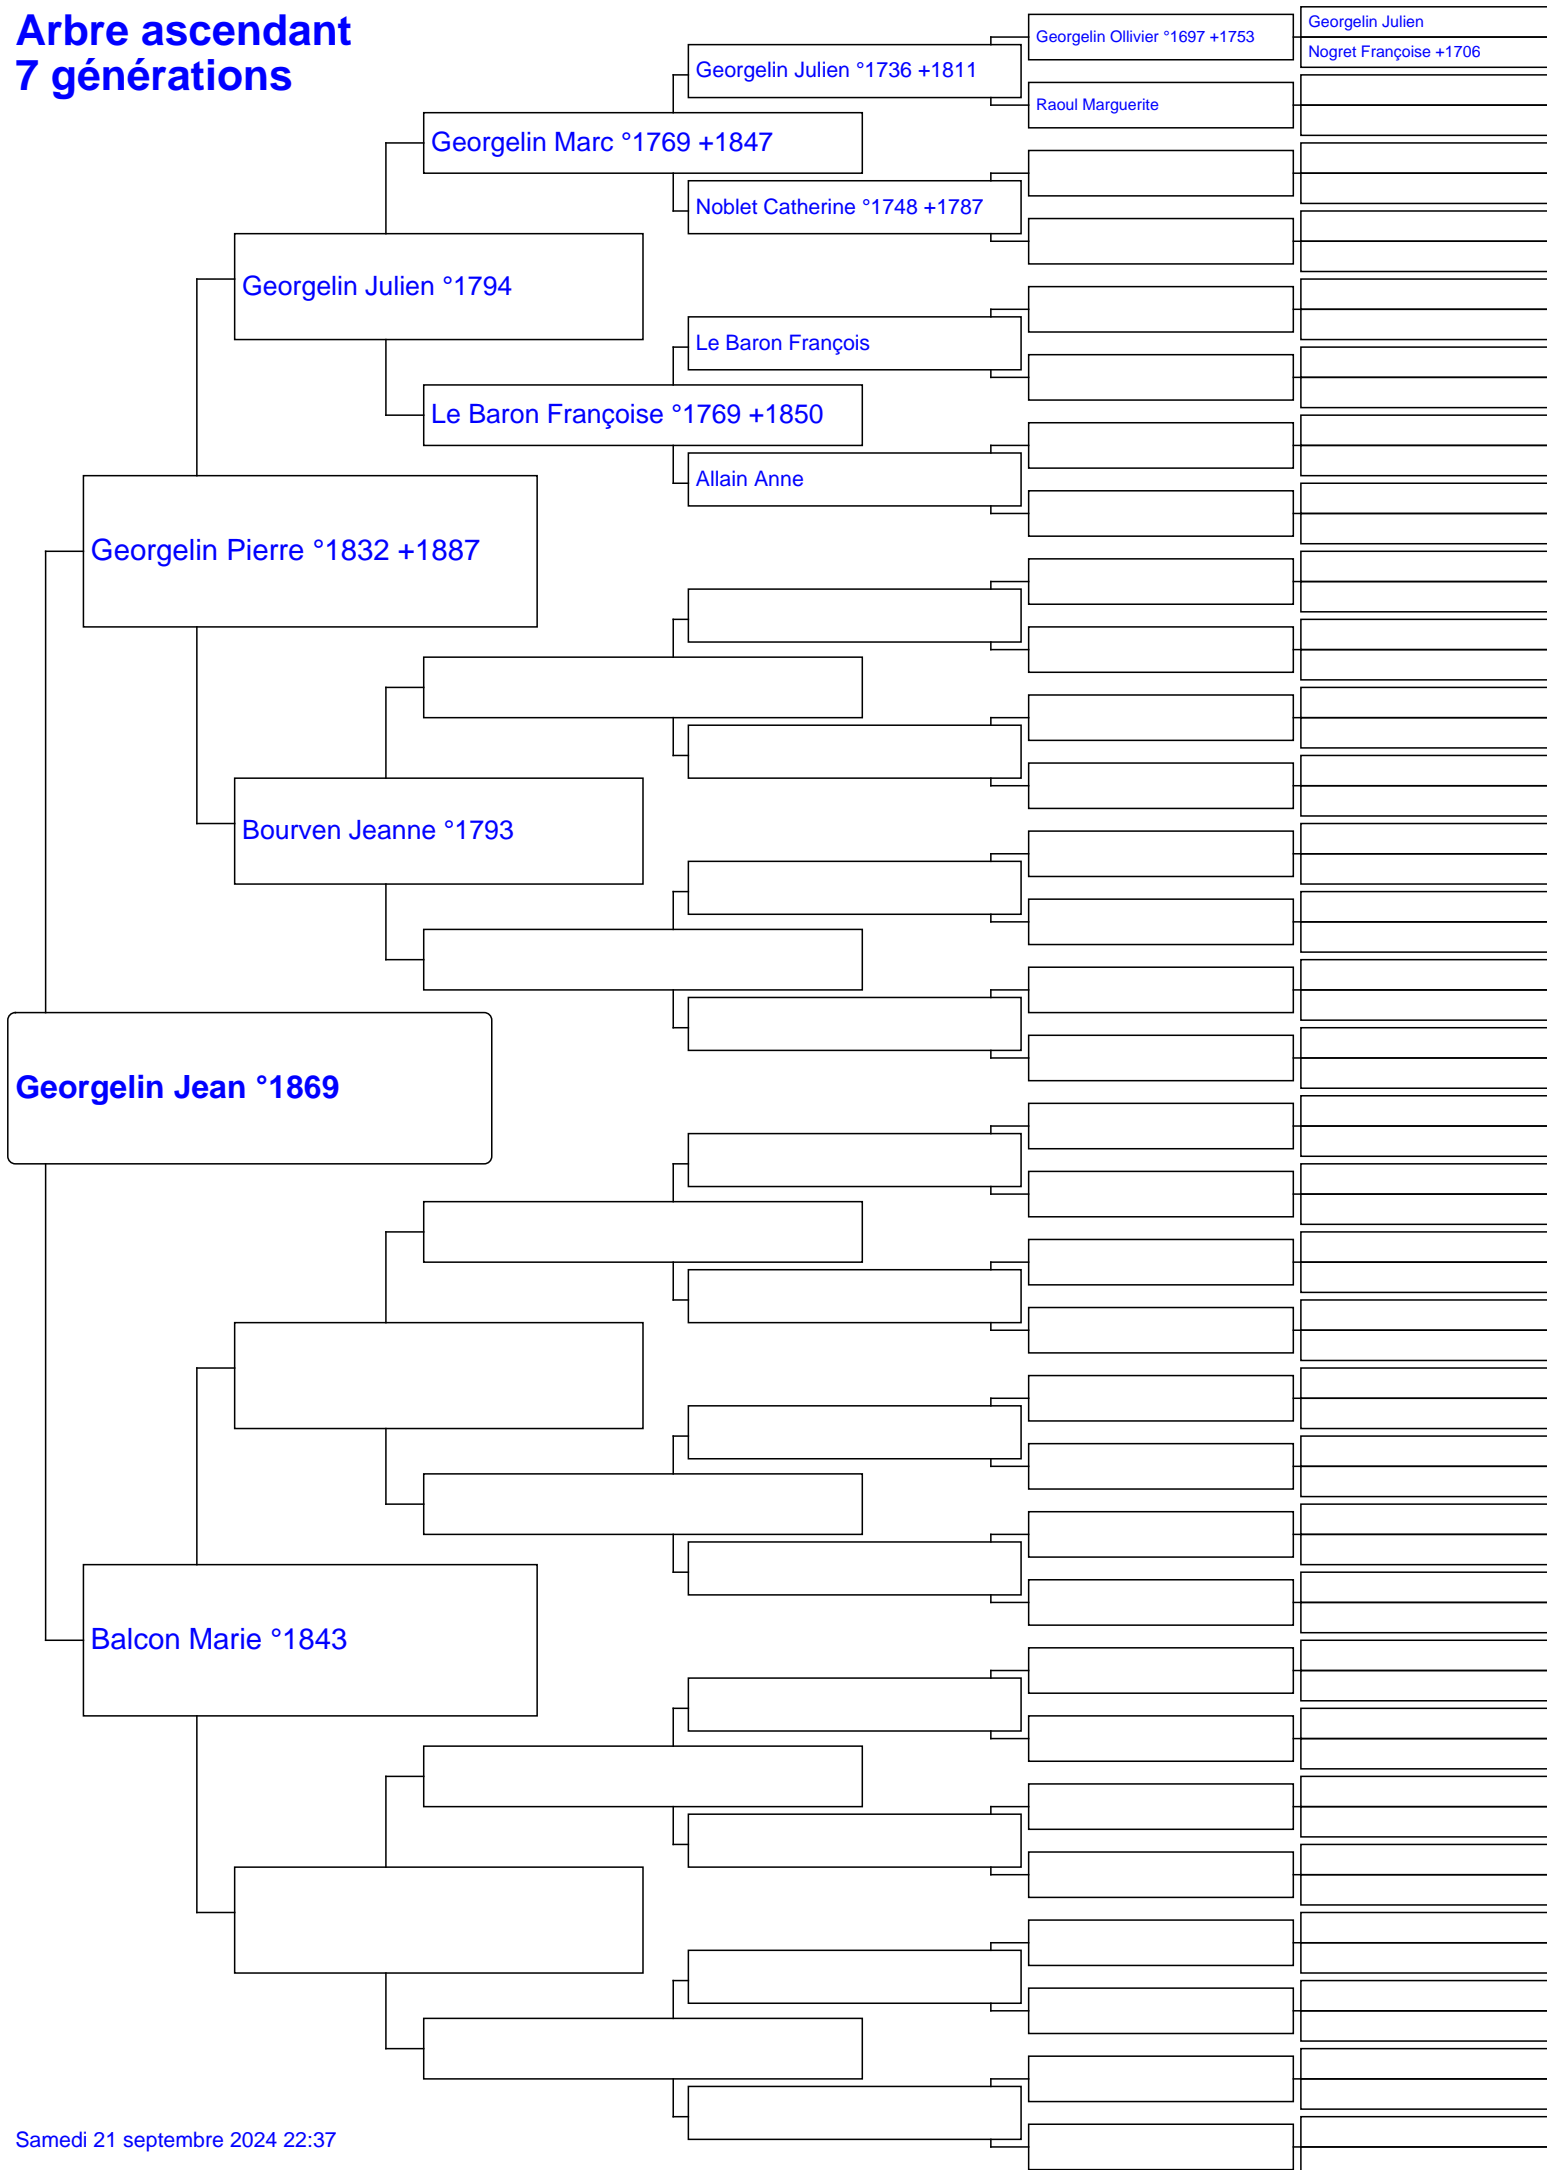 Arbre ascendant
7 générations
Georgelin Julien
Georgelin Ollivier °1697 +1753
Nogret Françoise +1706
Georgelin Julien °1736 +1811
Raoul Marguerite
Georgelin Marc °1769 +1847
Noblet Catherine °1748 +1787
Georgelin Julien °1794
Le Baron François
Le Baron Françoise °1769 +1850
Allain Anne
Georgelin Pierre °1832 +1887
Bourven Jeanne °1793
Georgelin Jean °1869
Balcon Marie °1843
Samedi 21 septembre 2024 22:37